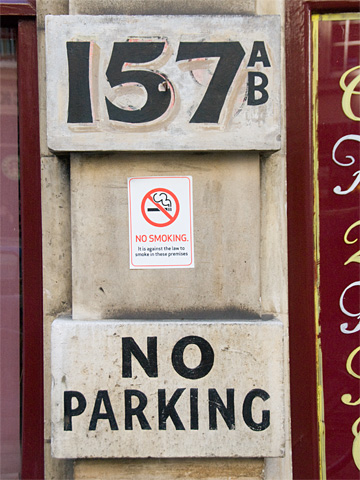 157 A
B
NO SMOKING.
It is against the law to
smoke in these premises
NO
PARKING